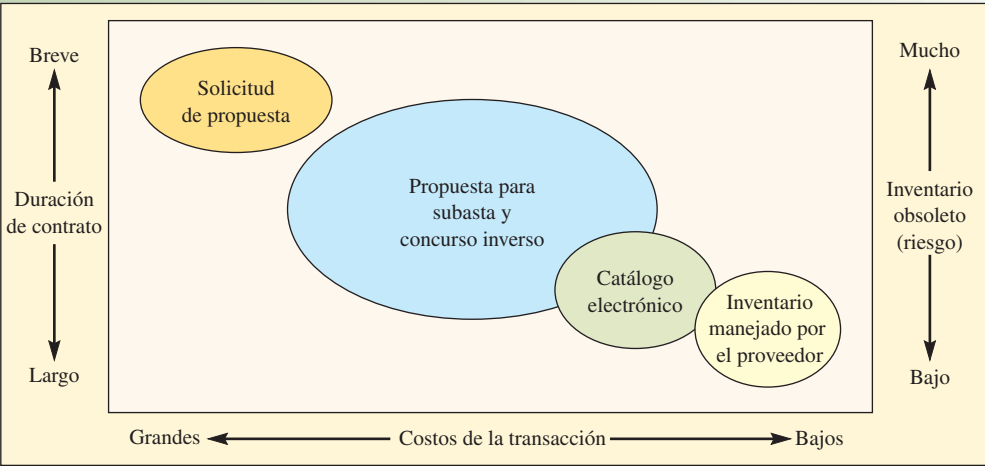 Breve
Duración
de contrato
Largo
Solicitud
de propuesta
Propuesta para
subasta y
concurso inverso
Catálogo
electrónico
Inventario
manejado por
el proveedor
Mucho
Inventario
obsoleto
(riesgo)
Bajo
Grandes
Costos de la transacción
Bajos